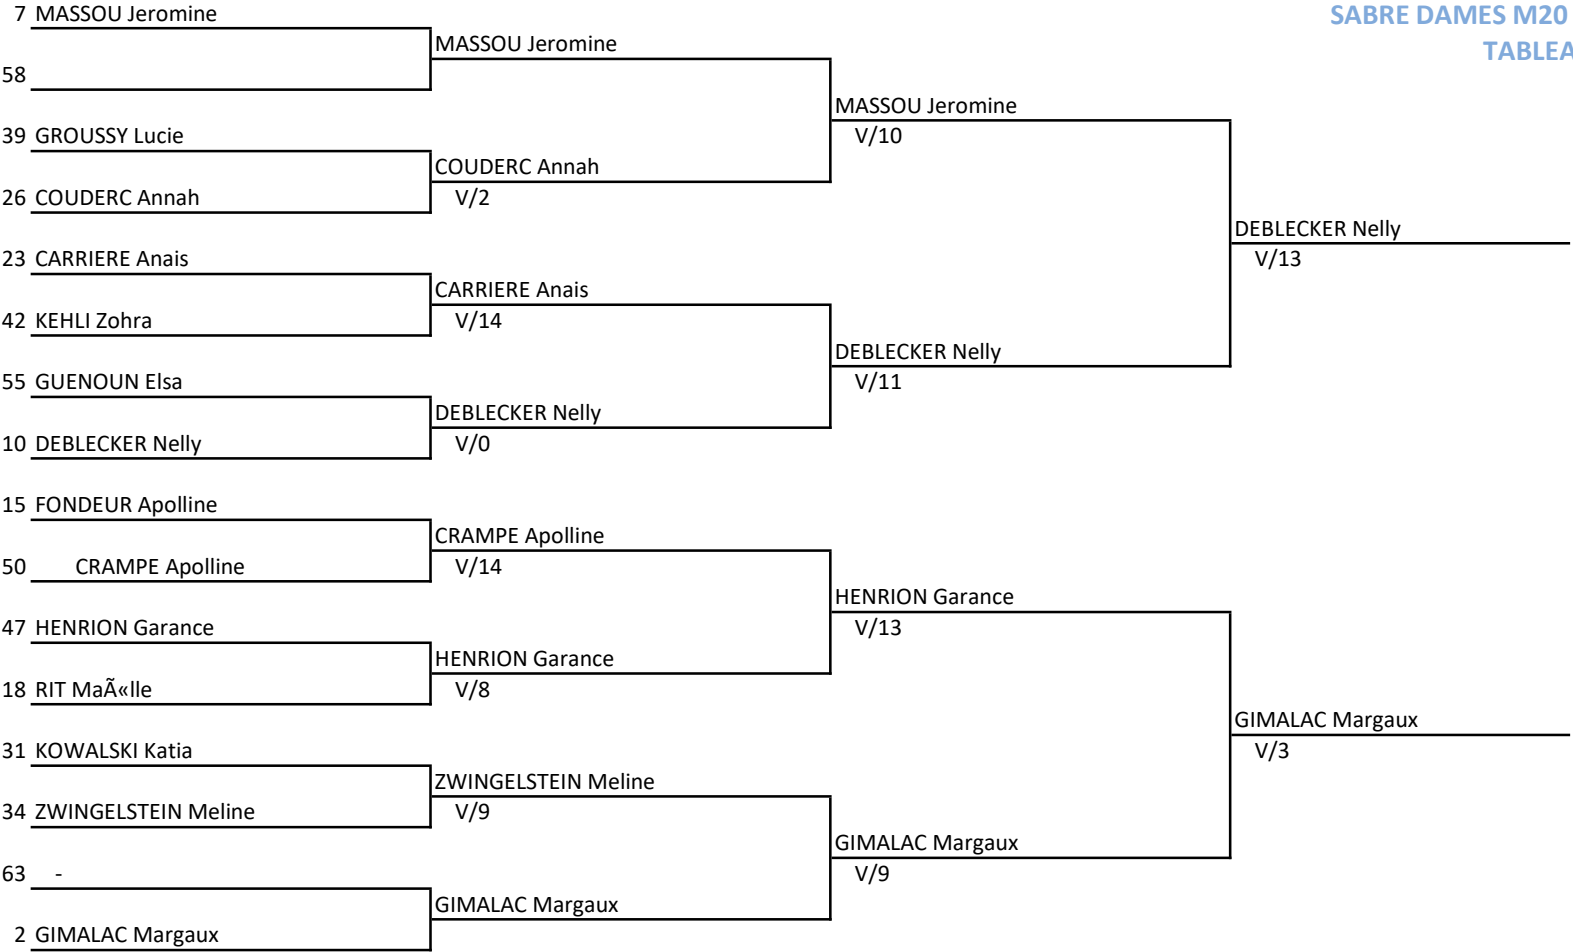 SABRE DAMES M20
TABLEA
7 MASSOU Jeromine
MASSOU Jeromine
58
MASSOU Jeromine
39 GROUSSY Lucie
V/10
COUDERC Annah
26 COUDERC Annah
V/2
DEBLECKER Nelly
23 CARRIERE Anais
V/13
CARRIERE Anais
42 KEHLI Zohra
V/14
DEBLECKER Nelly
55 GUENOUN Elsa
V/11
DEBLECKER Nelly
10 DEBLECKER Nelly
V/0
15 FONDEUR Apolline
CRAMPE Apolline
50 CRAMPE Apolline
V/14
HENRION Garance
47 HENRION Garance
V/13
HENRION Garance
18 RIT MaÃ«lle
V/8
GIMALAC Margaux
31 KOWALSKI Katia
V/3
ZWINGELSTEIN Meline
34 ZWINGELSTEIN Meline
V/9
GIMALAC Margaux
63 -
V/9
GIMALAC Margaux
2 GIMALAC Margaux